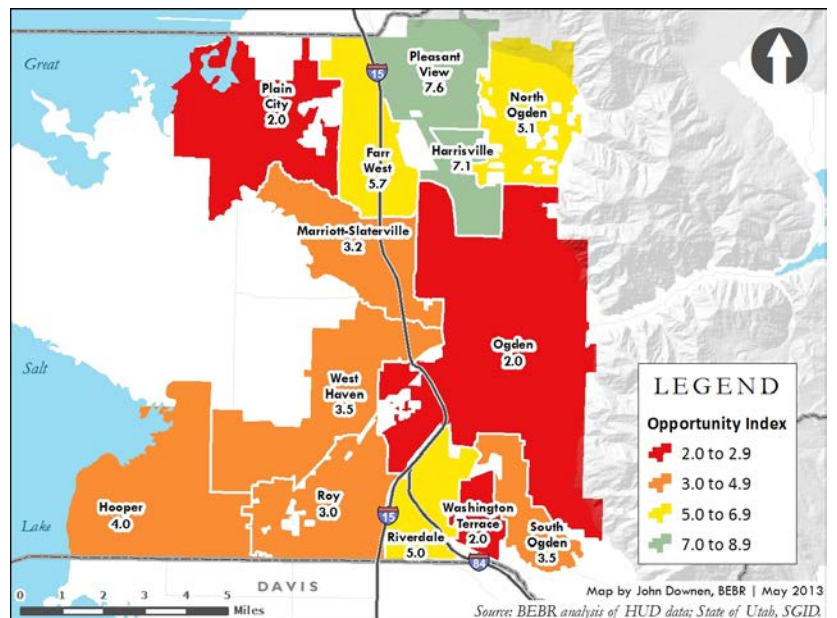 Great
15
Plain
City
2.0
Pleasant
View
7.6
North
Ogden
5.1
Farr
West
5.7
Harrisville
7.1
Marriott-Slaterville
3.2
Salt
West
Haven
3.5
Ogden
2.0
LEGEND
Opportunity Index
2.0 to 2.9
3.0 to 4.9
5.0 to 6.9
7.0 to 8.9
Hooper
4.0
Roy
3.0
Washington
Terrace
2.0
Lake
15
Riverdale
5.0
South
Ogden
3.5
84
DAVIS
0 1 2 3 4 5
Miles
Map by John Downen, BEBR | May 2013
Source: BEBR analysis of HUD data; State of Utah, SGID.